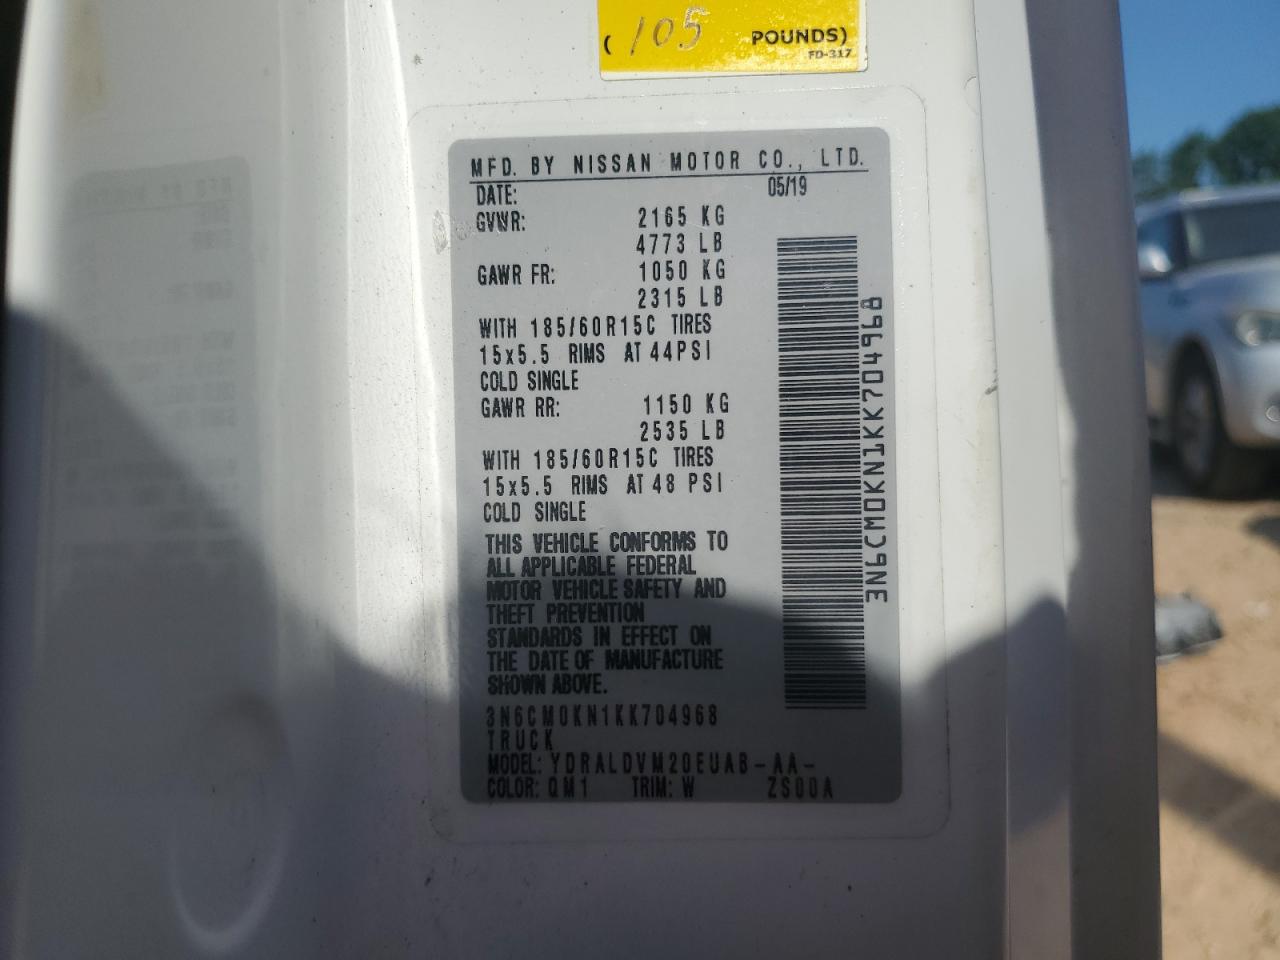 (105 POUNDS)
FD-317
MFD. BY NISSAN MOTOR CO., LTD.
DATE: 05/19
GVWR: 2165 KG
4773 LB
GAWR FR: 1050 KG
2315 LB
WITH 185/60R15C TIRES
15x5.5 RIMS AT 44PSI
COLD SINGLE
GAWR RR: 1150 KG
2535 LB
WITH 185/60R15C TIRES
15x5.5 RIMS AT 48 PSI
COLD SINGLE
THIS VEHICLE CONFORMS TO
ALL APPLICABLE FEDERAL
MOTOR VEHICLE SAFETY AND
THEFT PREVENTION
STANDARDS IN EFFECT ON
THE DATE OF MANUFACTURE
SHOWN ABOVE.
3N6CM0KN1KK704968
TRUCK
MODEL: YDRALDVM20EUAB-AA-
COLOR: QM1 TRIM: W ZS00A
3N6CM0KN1KK704968